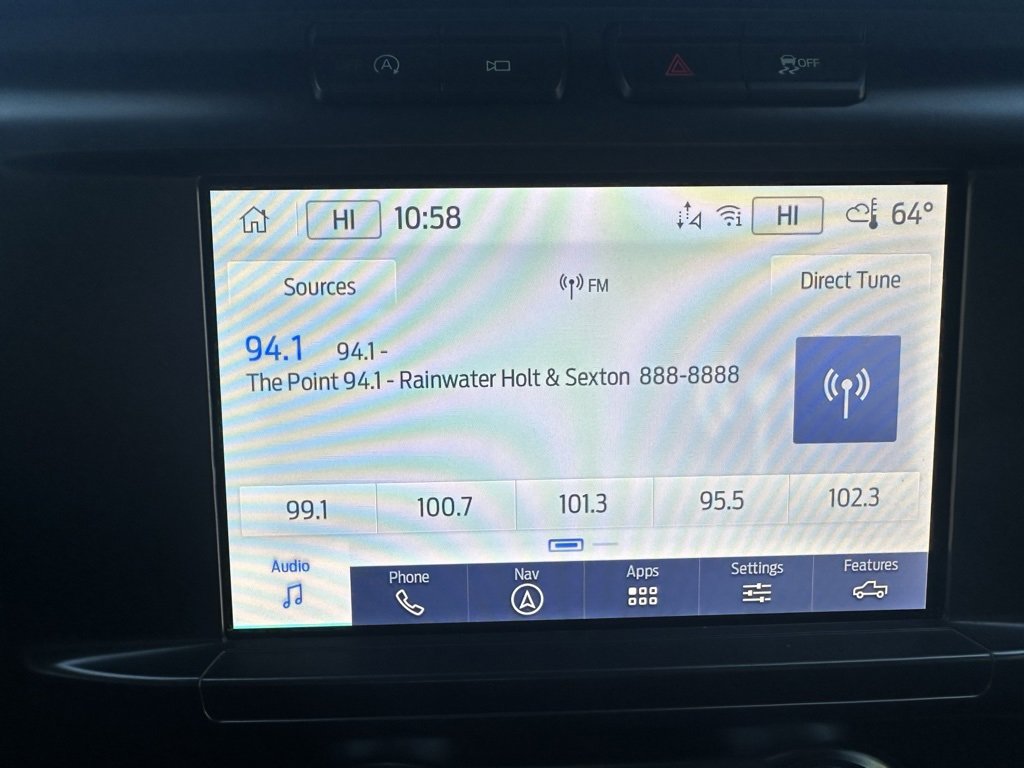 A
OFF
HI 10:58 HI 64°
Sources FM Direct Tune
94.1 94.1 -
The Point 94.1 - Rainwater Holt & Sexton 888-8888
99.1 100.7 101.3 95.5 102.3
Audio Phone Nav Apps Settings Features